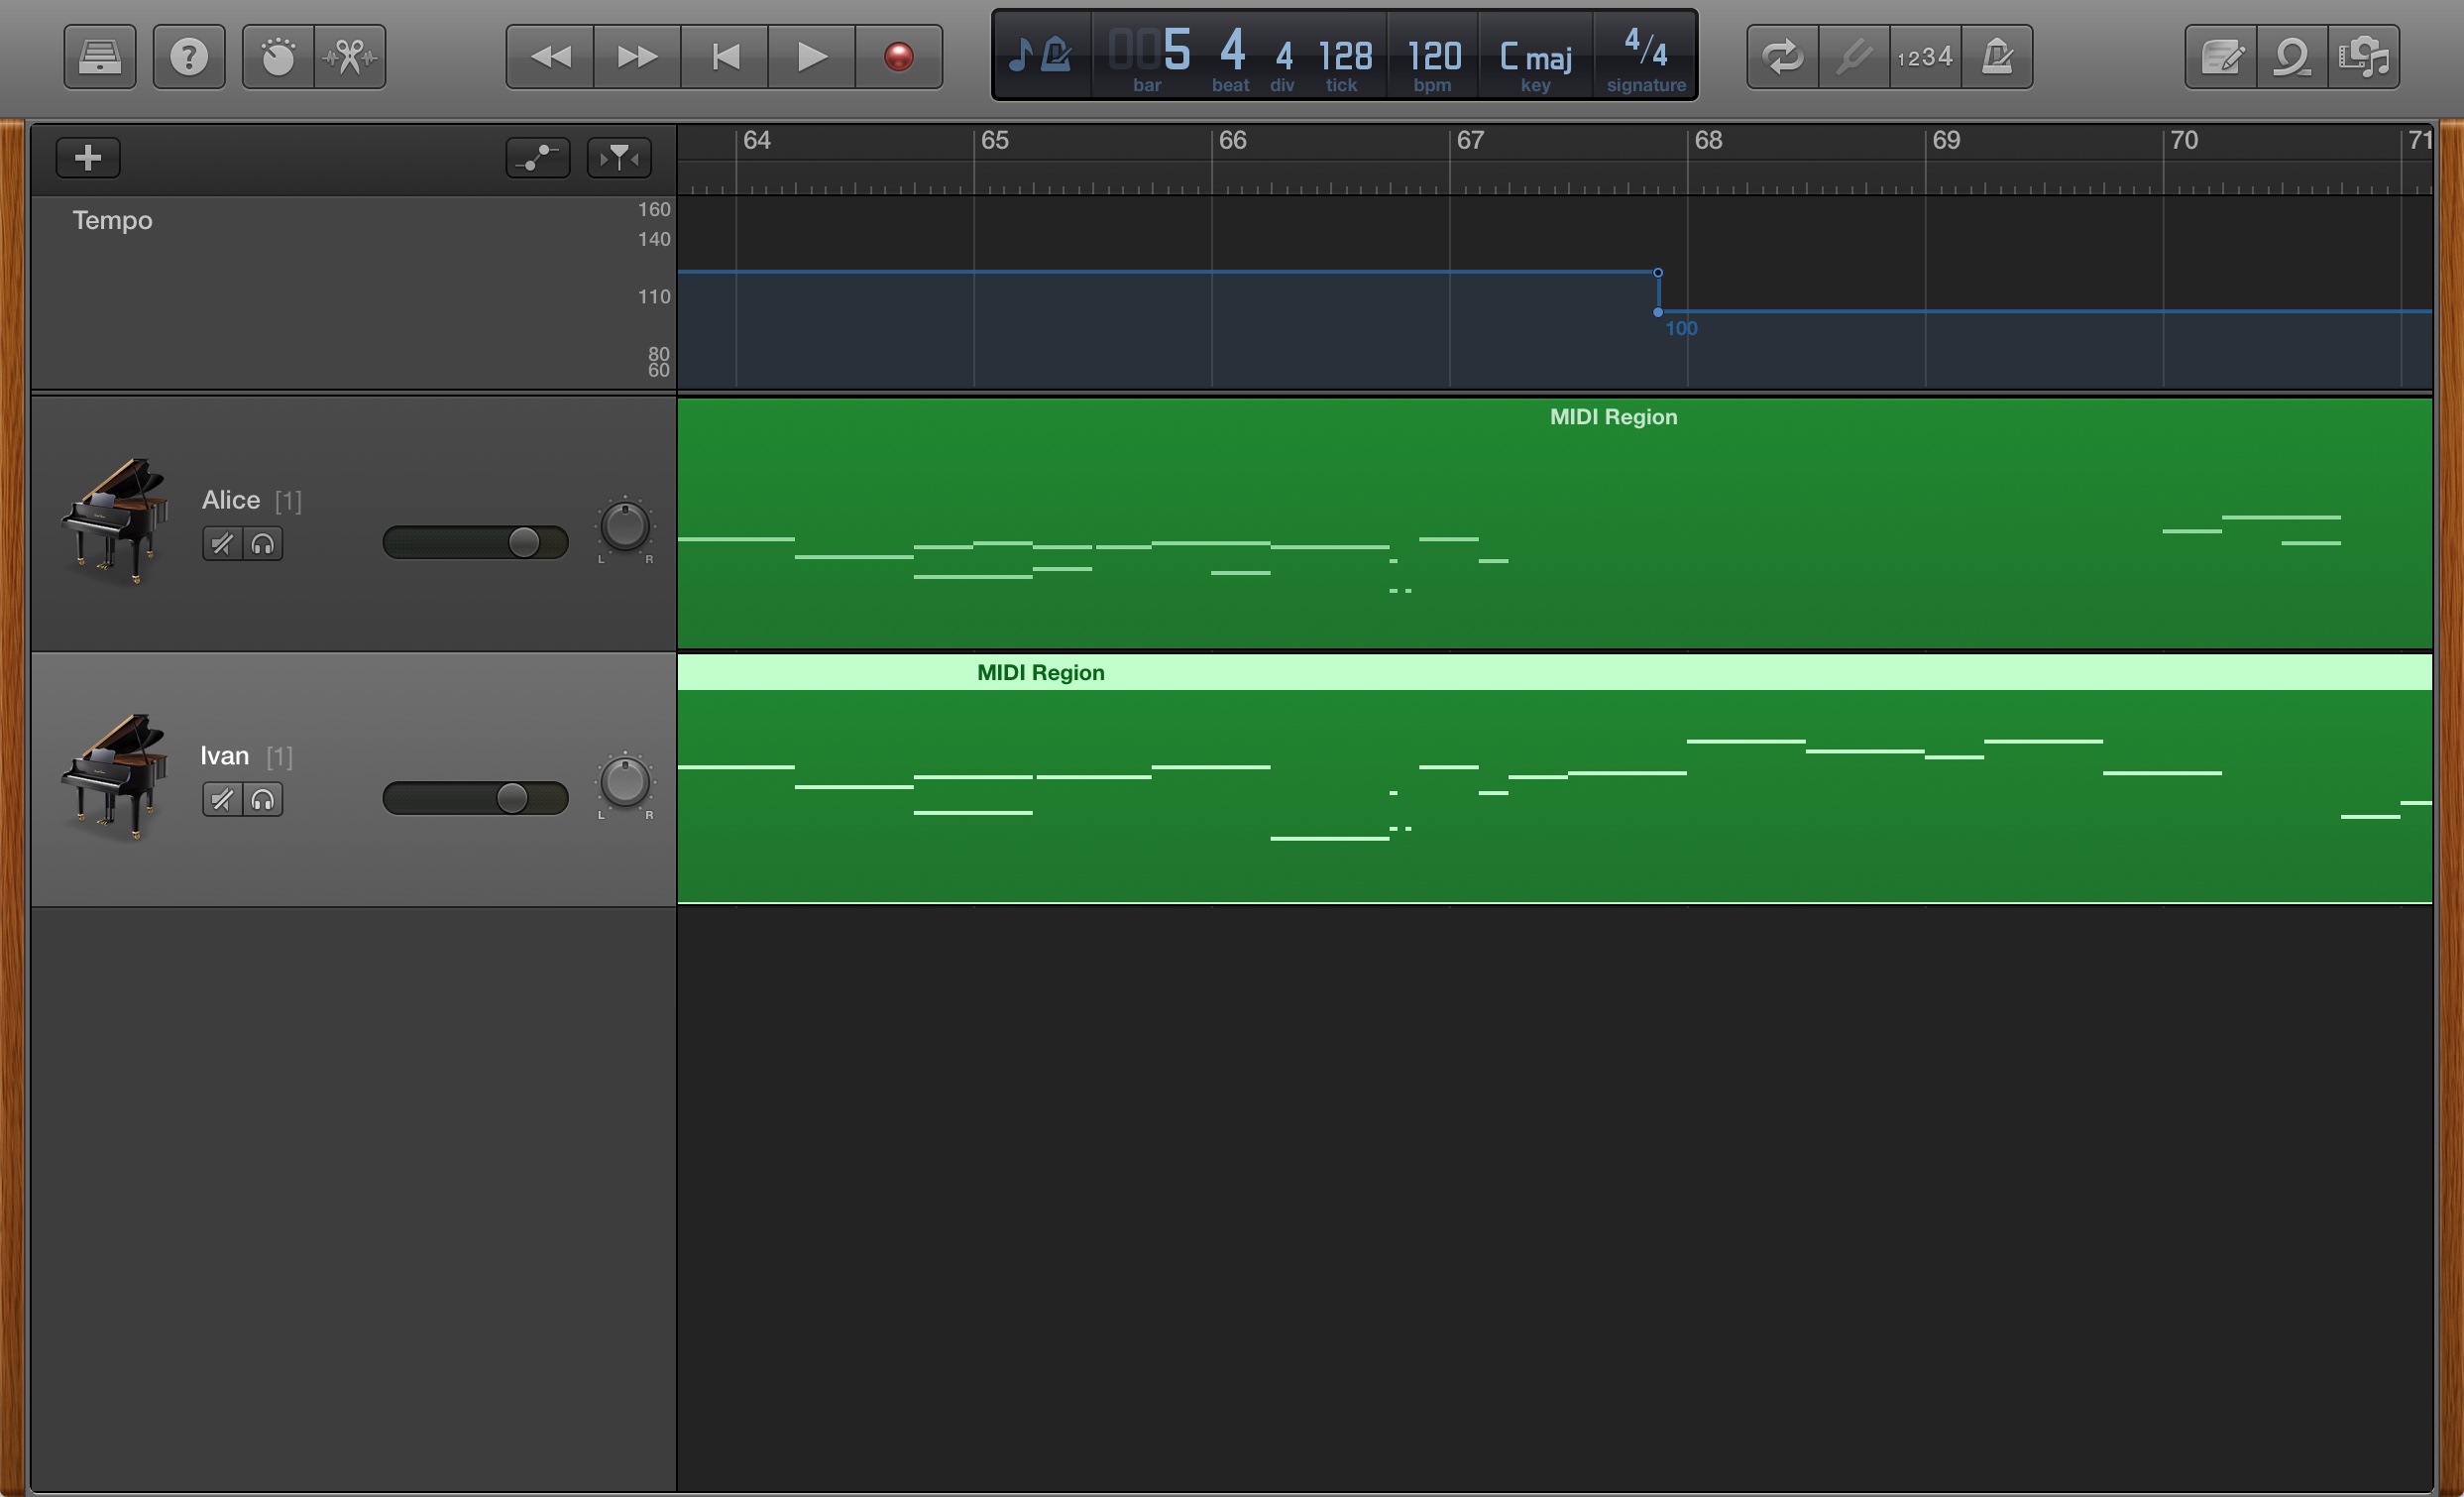 005 4 4 128 120 C maj 4/4
bar beat div tick bpm key signature
1234
64 65 66 67 68 69 70 71
Tempo
160
140
110
80
60
100
MIDI Region
Alice [1]
L R
MIDI Region
Ivan [1]
L R